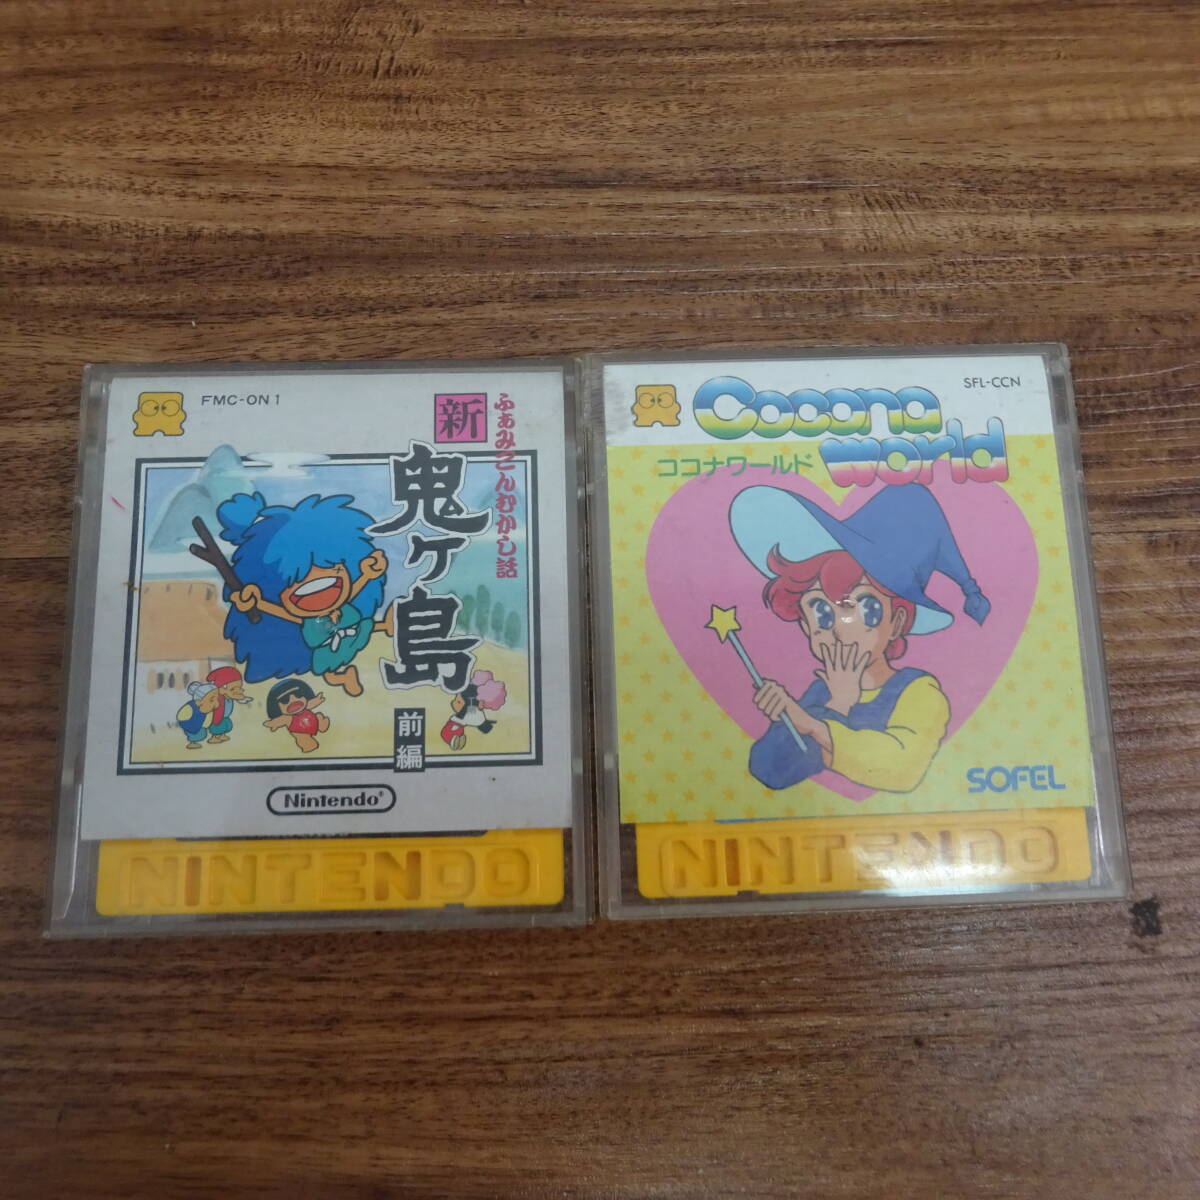 FMC-ON1
ふぁみこんむかし話
新
鬼ヶ島
前編
Nintendo®
NINTENDO
SFL-CCN
Cocona
world
ココナワールド
SOFEL
NINTENDO